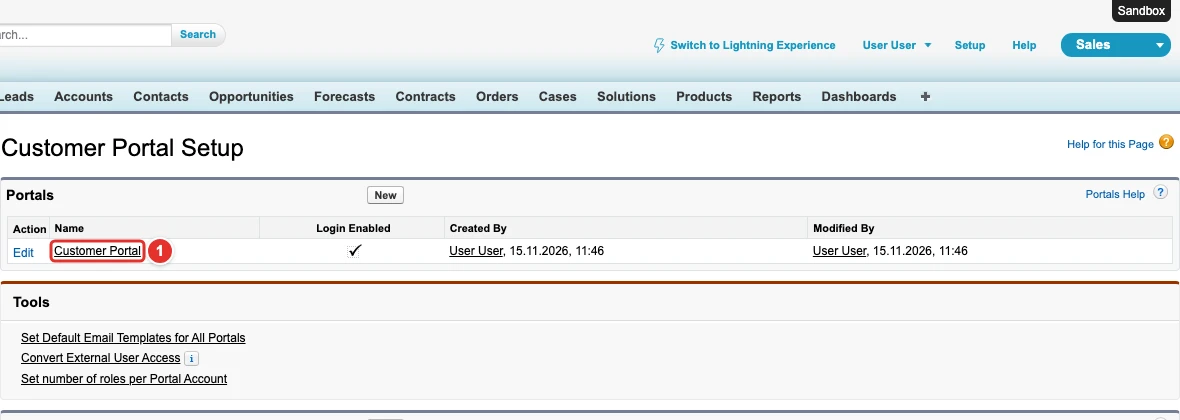 Sandbox
rch...
Search
Switch to Lightning Experience
User User
Setup
Help
Sales
Leads Accounts Contacts Opportunities Forecasts Contracts Orders Cases Solutions Products Reports Dashboards +
Customer Portal Setup
Help for this Page ?
Portals
New
Portals Help ?
Action Name Login Enabled Created By Modified By
Edit Customer Portal 1 ✓ User User, 15.11.2026, 11:46 User User, 15.11.2026, 11:46
Tools
Set Default Email Templates for All Portals
Convert External User Access i
Set number of roles per Portal Account